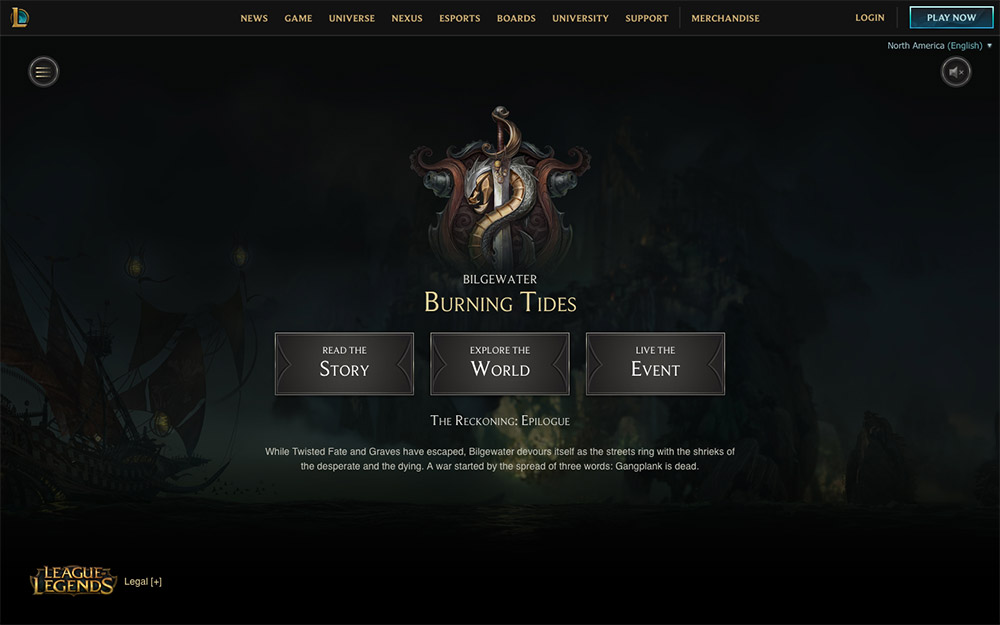 NEWS GAME UNIVERSE NEXUS ESPORTS BOARDS UNIVERSITY SUPPORT MERCHANDISE LOGIN PLAY NOW
North America (English) ▼
BILGEWATER
BURNING TIDES
READ THE
STORY
EXPLORE THE
WORLD
LIVE THE
EVENT
THE RECKONING: EPILOGUE
While Twisted Fate and Graves have escaped, Bilgewater devours itself as the streets ring with the shrieks of
the desperate and the dying. A war started by the spread of three words: Gangplank is dead.
LEAGUE OF
LEGENDS
Legal [+]